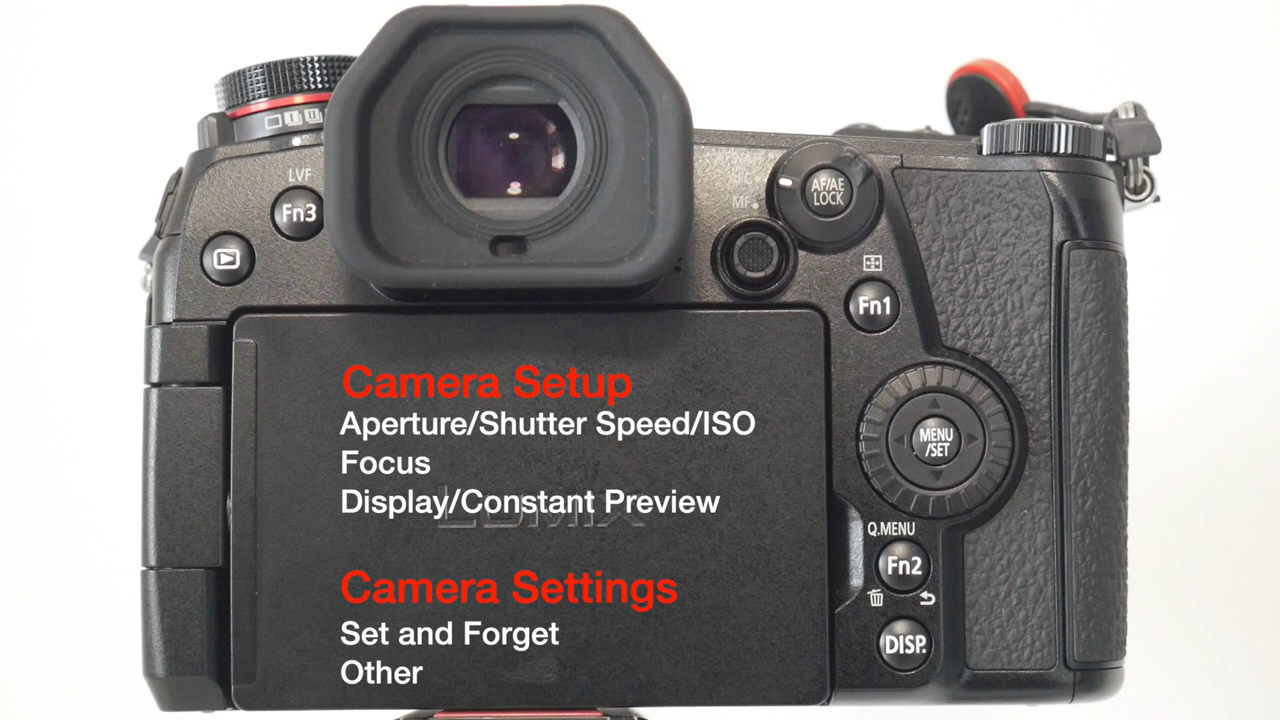 LVF
Fn3
AF/AE
LOCK
MF
Fn1
Camera Setup
Aperture/Shutter Speed/ISO
Focus
Display/Constant Preview
LUMIX
MENU
/SET
Q.MENU
Fn2
Camera Settings
DISP.
Set and Forget
Other